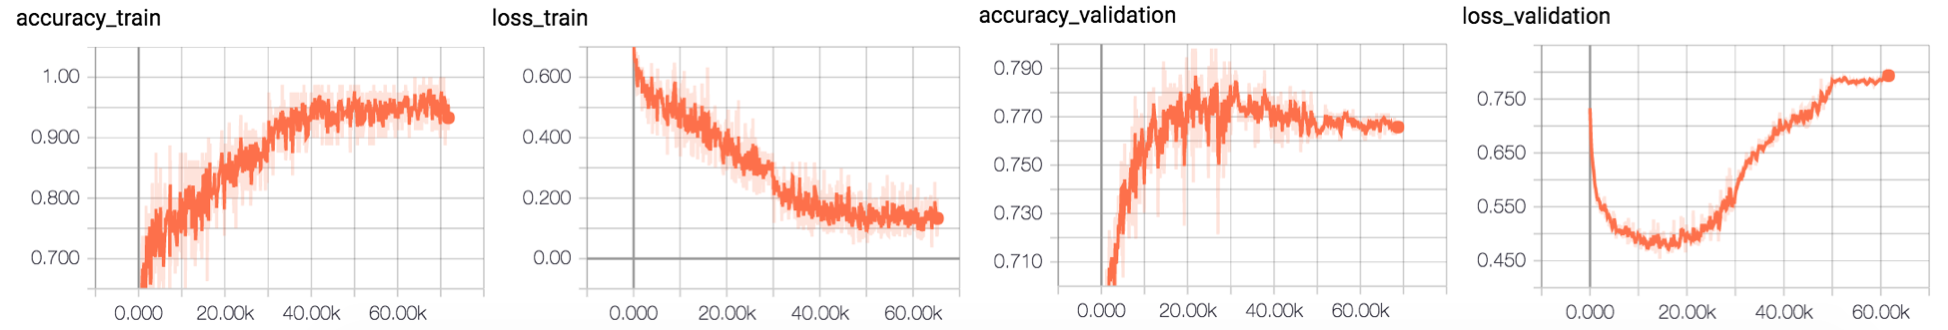 accuracy_train
1.00
0.900
0.800
0.700
0.000 20.00k 40.00k 60.00k
loss_train
0.600
0.400
0.200
0.00
0.000 20.00k 40.00k 60.00k
accuracy_validation
0.790
0.770
0.750
0.730
0.710
0.000 20.00k 40.00k 60.00k
loss_validation
0.750
0.650
0.550
0.450
0.000 20.00k 40.00k 60.00k